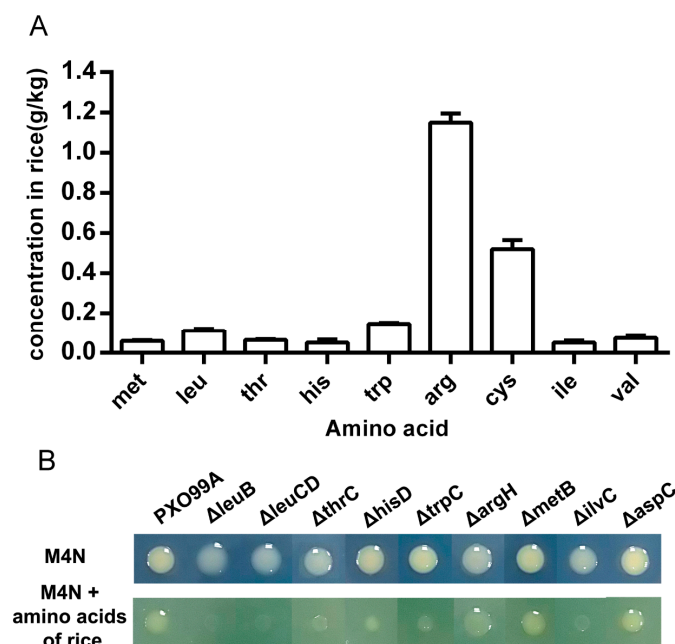 A
concentration in rice(g/kg)
1.4
1.2
1.0
0.8
0.6
0.4
0.2
0.0
met leu thr his trp arg cys ile val
Amino acid
B
PXO99A ΔleuB ΔleuCD ΔthrC ΔhisD ΔtrpC ΔargH ΔmetB ΔilvC ΔaspC
M4N
M4N +
amino acids
of rice